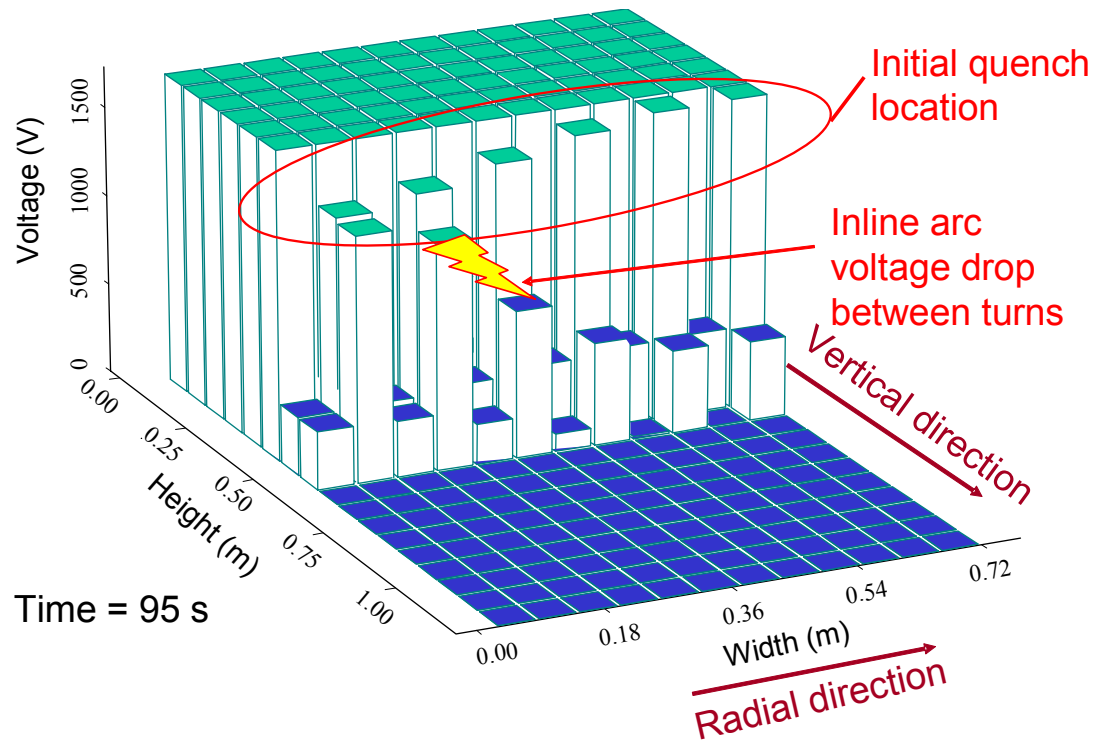 Initial quench
location
Voltage (V)
1500
1000
500
0
Inline arc
voltage drop
between turns
Vertical direction
0.00
0.25
0.50
0.75
1.00
Height (m)
Time = 95 s
0.00
0.18
0.36
0.54
0.72
Width (m)
Radial direction